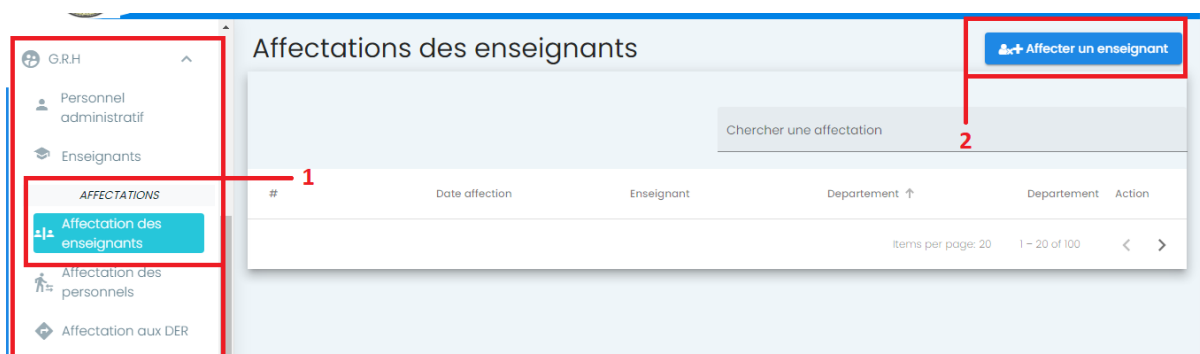 G.R.H
Personnel
administratif
Enseignants
AFFECTATIONS
Affectation des
enseignants
Affectation des
personnels
Affectation aux DER
1
Affectations des enseignants
Affecter un enseignant
2
Chercher une affectation
# Date affection Enseignant Departement ↑ Departement Action
Items per page: 20 1 – 20 of 100 < >